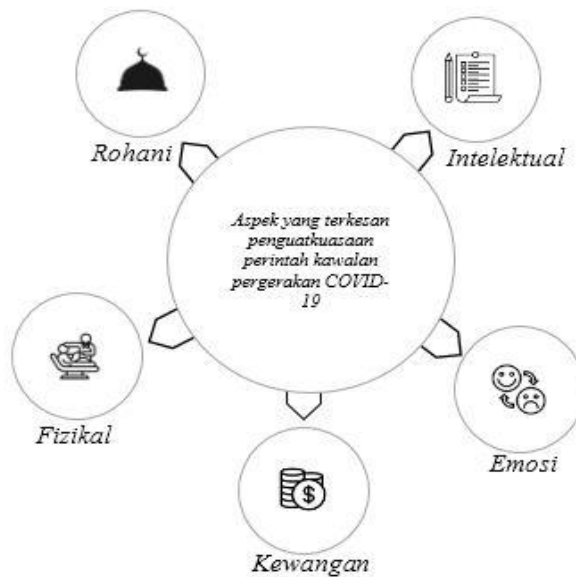 Rohani
Intelektual
Aspek yang terkesan
penguatkuasaan
perintah kawalan
pergerakan COVID-
19
Fizikal
Emosi
$
Kewangan